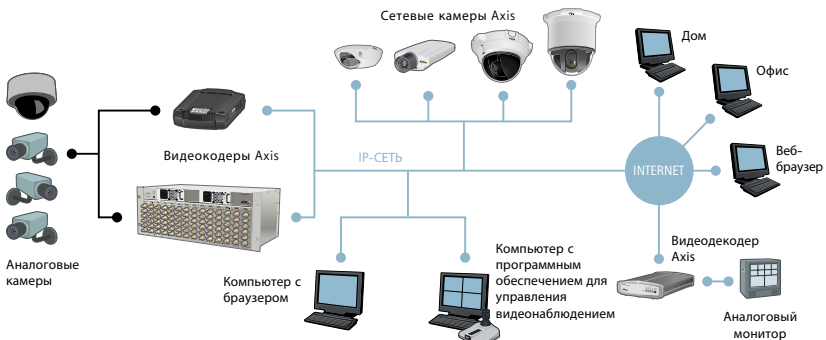 Сетевые камеры Axis
Дом
Офис
Видеокодеры Axis
IP-СЕТЬ
INTERNET
Веб-
браузер
Аналоговые
камеры
Компьютер с
браузером
Компьютер с
программным
обеспечением для
управления
видеонаблюдением
Видеодекодер
Axis
Аналоговый
монитор